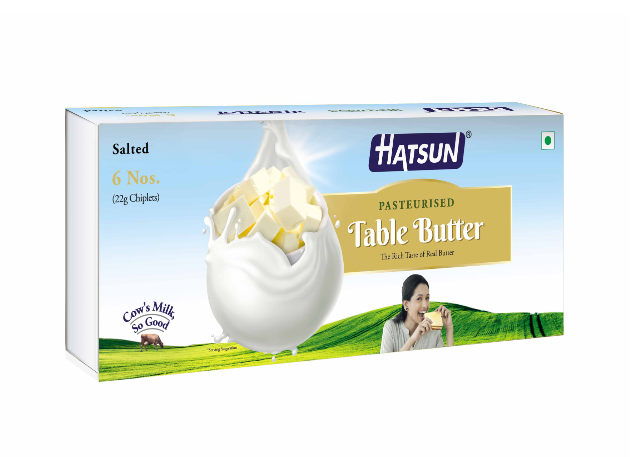 Salted
6 Nos.
(22g Chiplets)
HATSUN®
PASTEURISED
Table Butter
The Rich Taste of Real Butter
Cow's Milk,
So Good